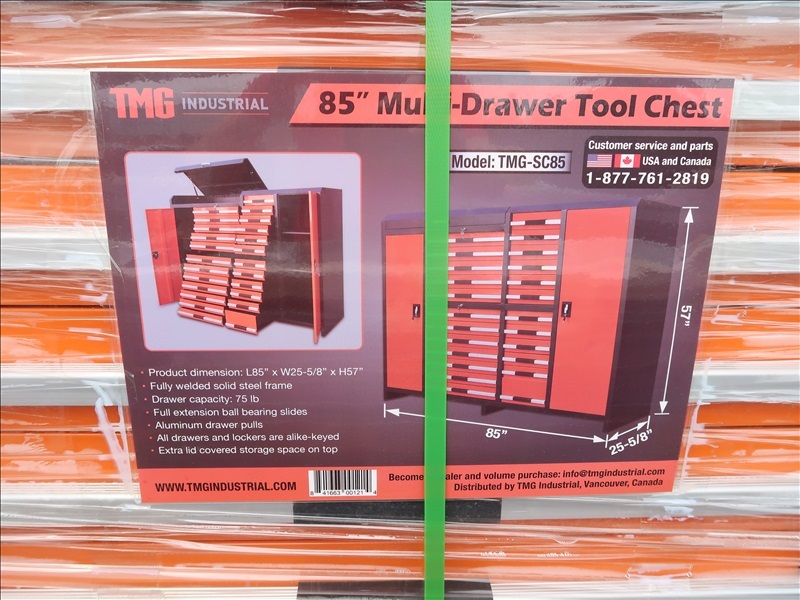 TMG INDUSTRIAL
85” Mul -Drawer Tool Chest
Model: TMG-SC85
Customer service and parts
USA and Canada
1-877-761-2819
57”
85”
25-5/8”
• Product dimension: L85” x W25-5/8” x H57”
• Fully welded solid steel frame
• Drawer capacity: 75 lb
• Full extension ball bearing slides
• Aluminum drawer pulls
• All drawers and lockers are alike-keyed
• Extra lid covered storage space on top
WWW.TMGINDUSTRIAL.COM
8 41663 00121 4
Become aler and volume purchase: info@tmgindustrial.com
Distributed by TMG Industrial, Vancouver, Canada